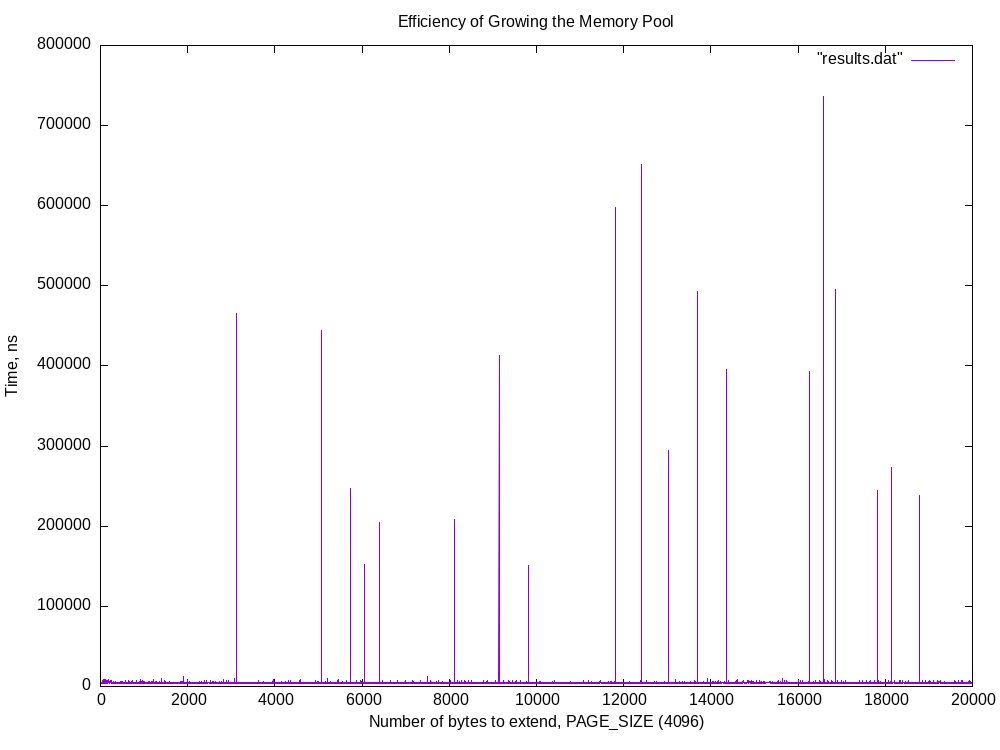 Efficiency of Growing the Memory Pool
800000
700000
600000
500000
400000
300000
200000
100000
0
"results.dat"
Time, ns
0 2000 4000 6000 8000 10000 12000 14000 16000 18000 20000
Number of bytes to extend, PAGE_SIZE (4096)